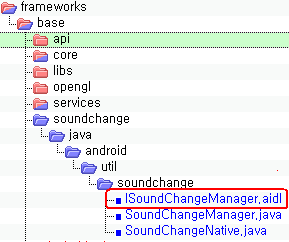 frameworks
base
api
core
libs
opengl
services
soundchange
java
android
util
soundchange
ISoundChangeManager.aidl
SoundChangeManager.java
SoundChangeNative.java